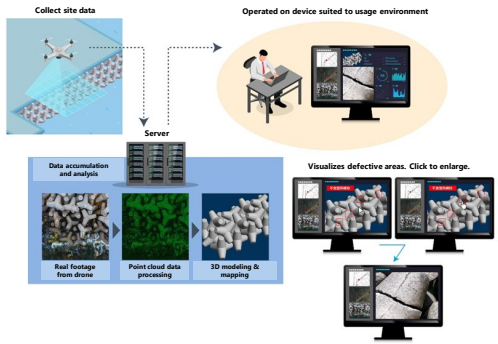 Collect site data
Operated on device suited to usage environment
Server
Data accumulation
and analysis
Visualizes defective areas. Click to enlarge.
Real footage
from drone
Point cloud data
processing
3D modeling &
mapping